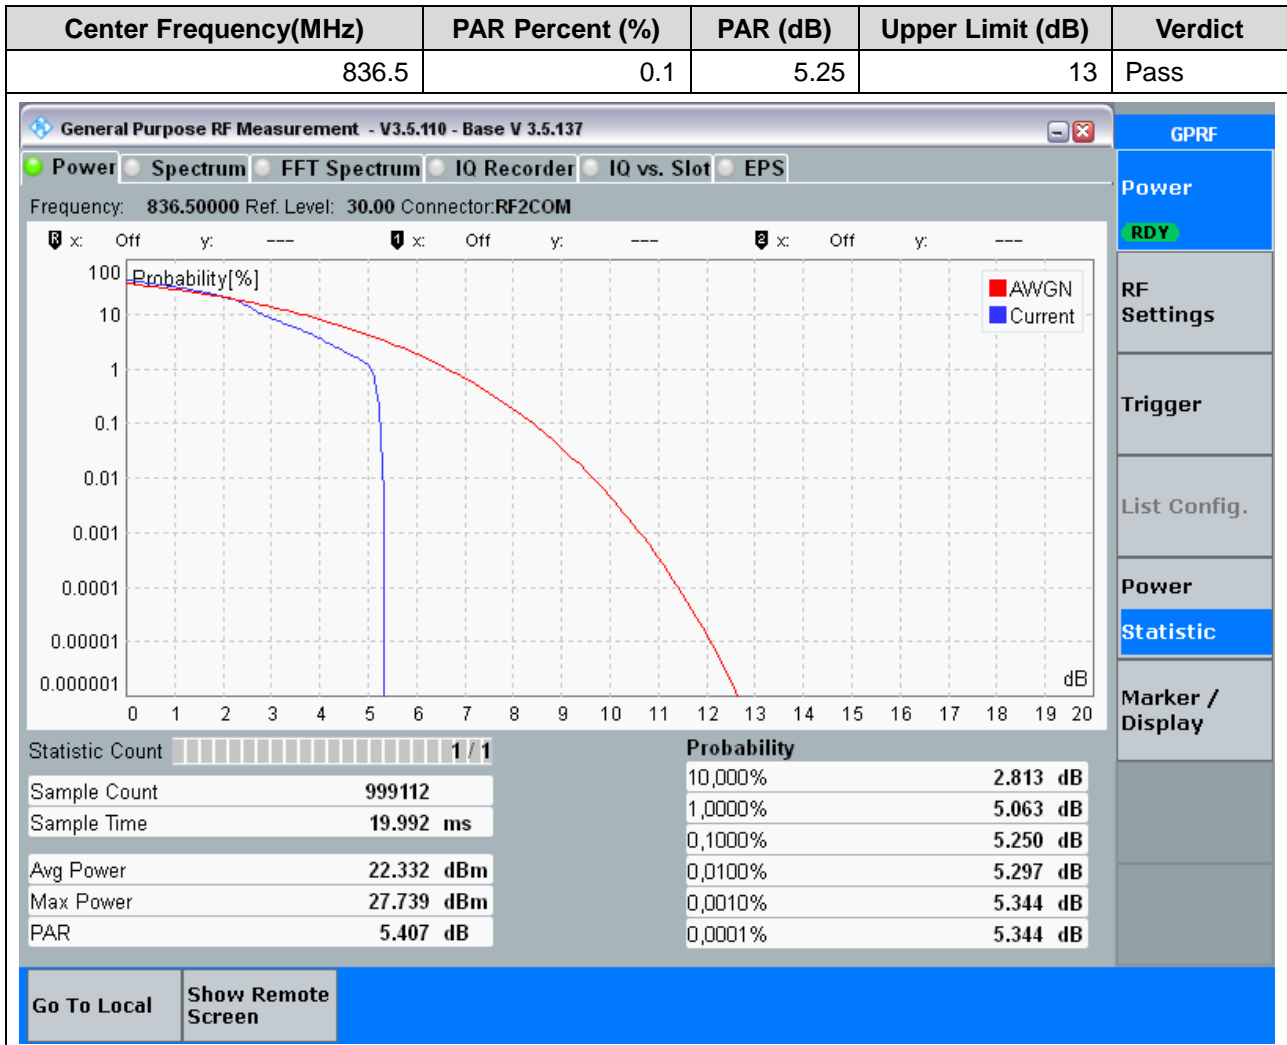 Center Frequency(MHz) PAR Percent (%) PAR (dB) Upper Limit (dB) Verdict
836.5 0.1 5.25 13 Pass
General Purpose RF Measurement - V3.5.110 - Base V 3.5.137
GPRF
Power Spectrum FFT Spectrum IQ Recorder IQ vs. Slot EPS
Power
RDY
Frequency: 836.50000 Ref. Level: 30.00 Connector:RF2COM
R x: Off y: --- 1 x: Off y: --- 2 x: Off y: ---
Probability[%]
AWGN
Current
100
10
1
0.1
0.01
0.001
0.0001
0.00001
0.000001
dB
0 1 2 3 4 5 6 7 8 9 10 11 12 13 14 15 16 17 18 19 20
RF
Settings
Trigger
List Config.
Power
Statistic
Marker /
Display
Statistic Count 1 / 1
Sample Count 999112
Sample Time 19.992 ms
Avg Power 22.332 dBm
Max Power 27.739 dBm
PAR 5.407 dB
Probability
10,000% 2.813 dB
1,0000% 5.063 dB
0,1000% 5.250 dB
0,0100% 5.297 dB
0,0010% 5.344 dB
0,0001% 5.344 dB
Go To Local
Show Remote
Screen